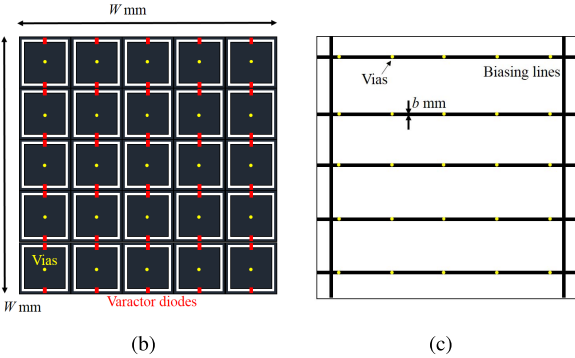 W mm
W mm
Vias
Varactor diodes
(b)
Vias
Biasing lines
b mm
(c)